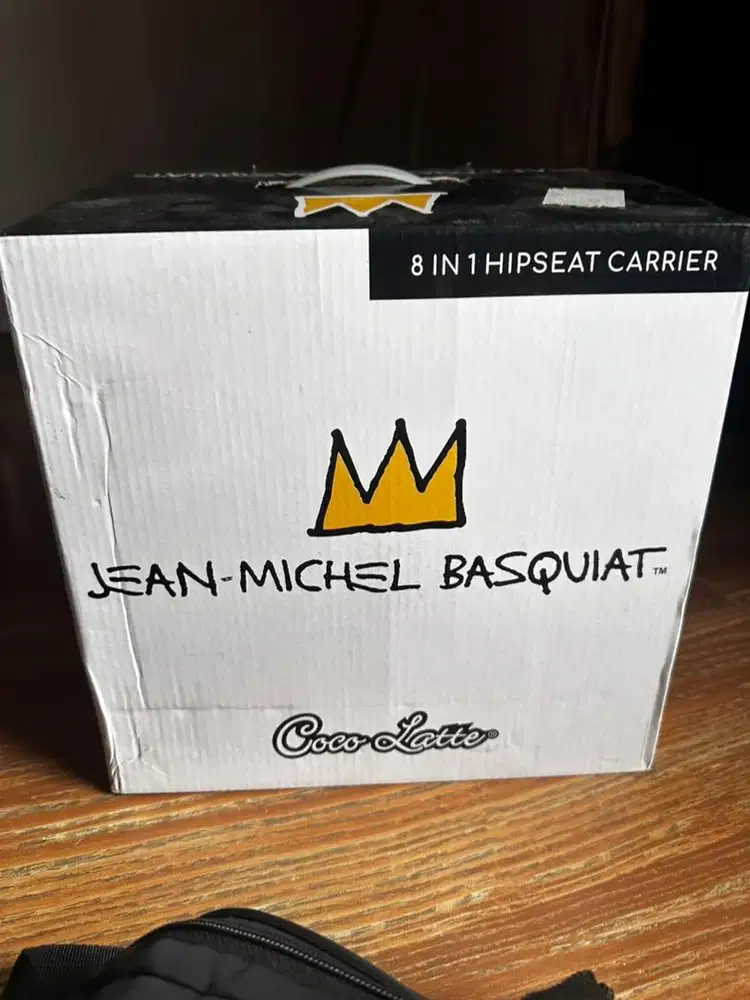 8 IN 1 HIPSEAT CARRIER
JEAN-MICHEL BASQUIAT™
Coco Latte®